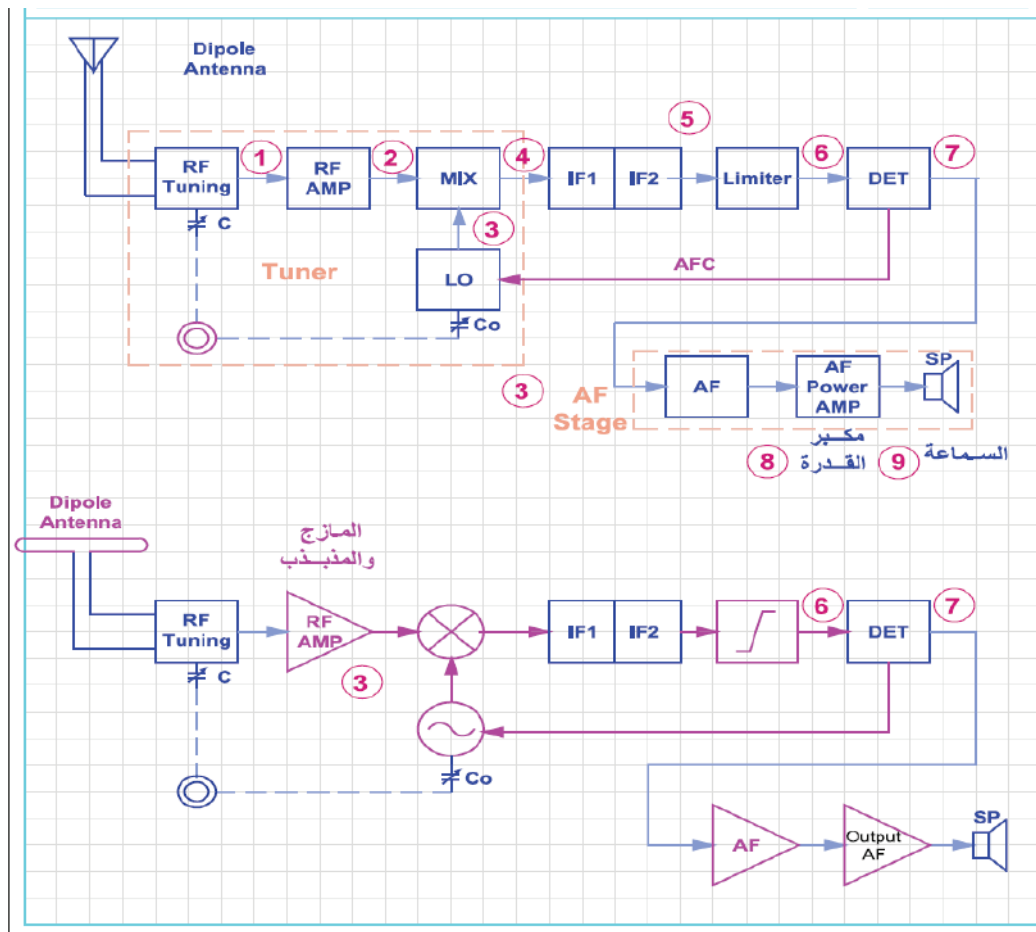 Dipole
Antenna
RF
Tuning
1
RF
AMP
2
MIX
4
IF1
IF2
5
Limiter
6
DET
7
C
3
Tuner
LO
AFC
Co
3
AF
Stage
AF
AF
Power
AMP
SP
8
مكبر
القدرة
9
السماعة
Dipole
Antenna
المازج
والمذبذب
RF
Tuning
RF
AMP
3
IF1
IF2
6
DET
7
C
Co
AF
Output
AF
SP